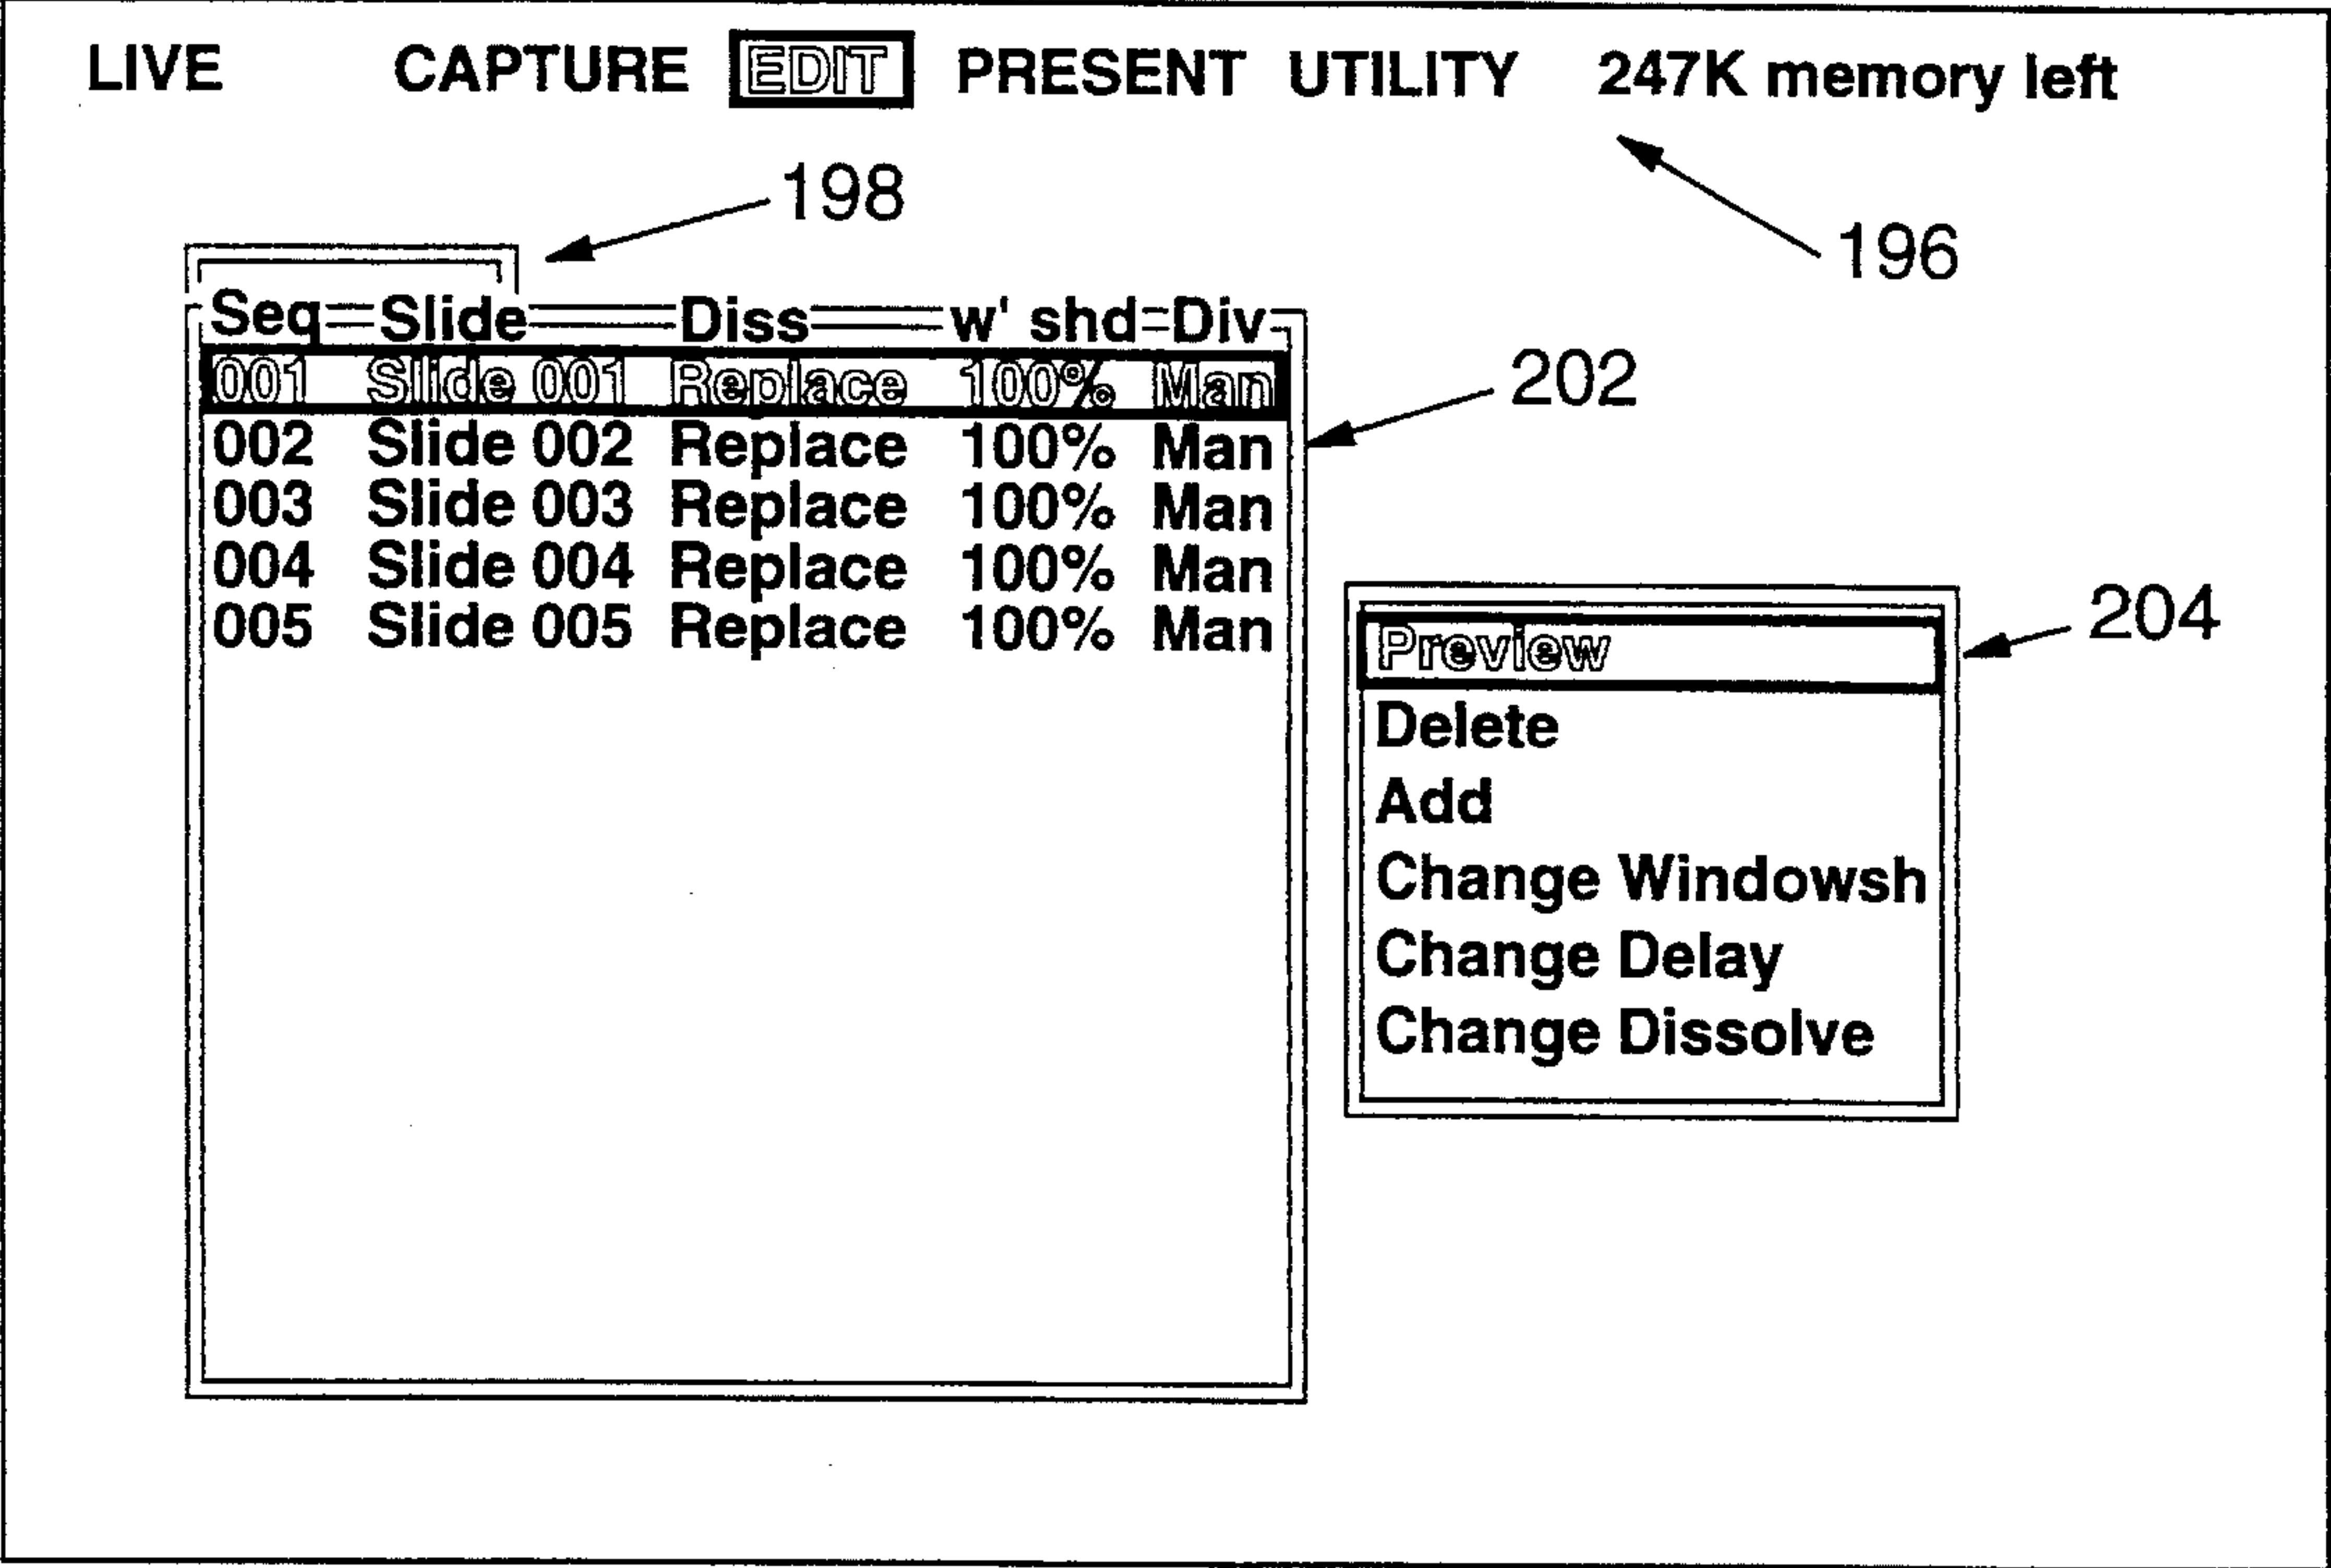 LIVE CAPTURE EDIT PRESENT UTILITY 247K memory left
198
196
Seq Slide Diss w' shd Div
202
001 Slide 001 Replace 100% Man
002 Slide 002 Replace 100% Man
003 Slide 003 Replace 100% Man
004 Slide 004 Replace 100% Man
005 Slide 005 Replace 100% Man
204
Preview
Delete
Add
Change Windowsh
Change Delay
Change Dissolve